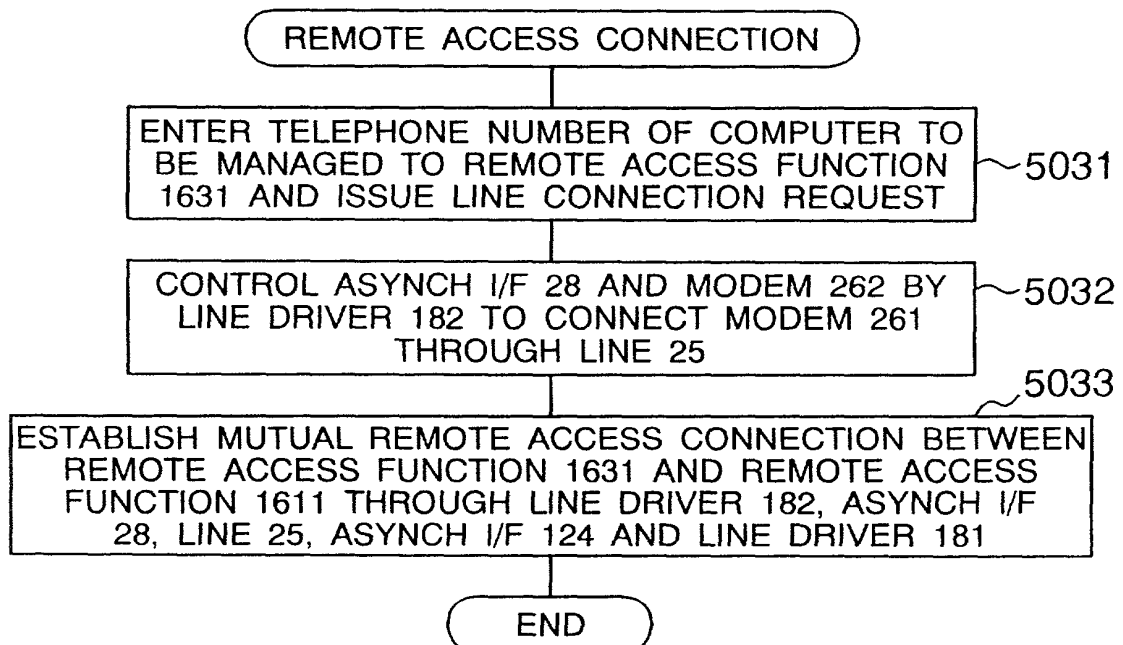 REMOTE ACCESS CONNECTION
ENTER TELEPHONE NUMBER OF COMPUTER TO
BE MANAGED TO REMOTE ACCESS FUNCTION
1631 AND ISSUE LINE CONNECTION REQUEST
5031
CONTROL ASYNCH I/F 28 AND MODEM 262 BY
LINE DRIVER 182 TO CONNECT MODEM 261
THROUGH LINE 25
5032
5033
ESTABLISH MUTUAL REMOTE ACCESS CONNECTION BETWEEN
REMOTE ACCESS FUNCTION 1631 AND REMOTE ACCESS
FUNCTION 1611 THROUGH LINE DRIVER 182, ASYNCH I/F
28, LINE 25, ASYNCH I/F 124 AND LINE DRIVER 181
END